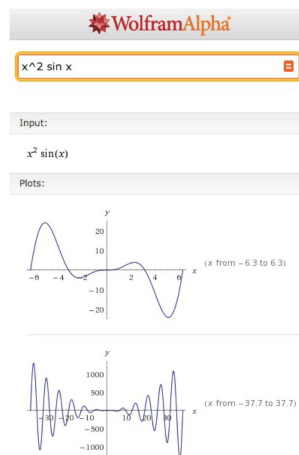 WolframAlpha
x^2 sin x
Input:
x² sin(x)
Plots:
y
20
10
-6 -4 -2 2 4 6 x
(x from −6.3 to 6.3)
−10
−20
y
1000
500
-30 -20 -10 10 20 30 x
(x from −37.7 to 37.7)
−500
−1000